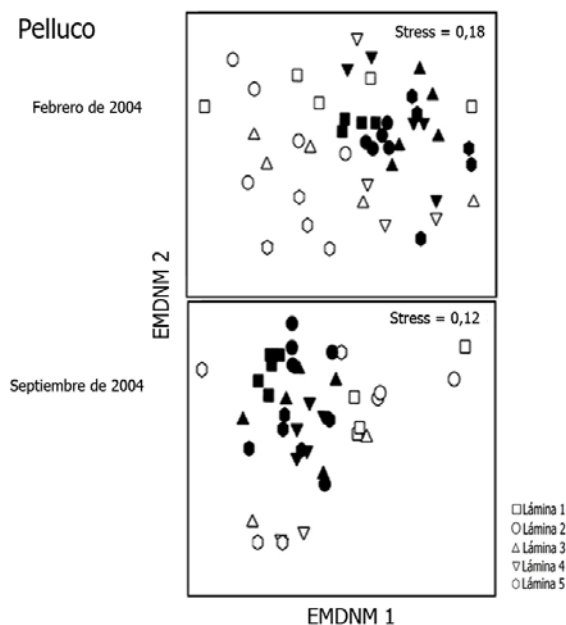 Pelluco
Stress = 0,18
Febrero de 2004
EMDNM 2
Stress = 0,12
Septiembre de 2004
Lámina 1
Lámina 2
Lámina 3
Lámina 4
Lámina 5
EMDNM 1